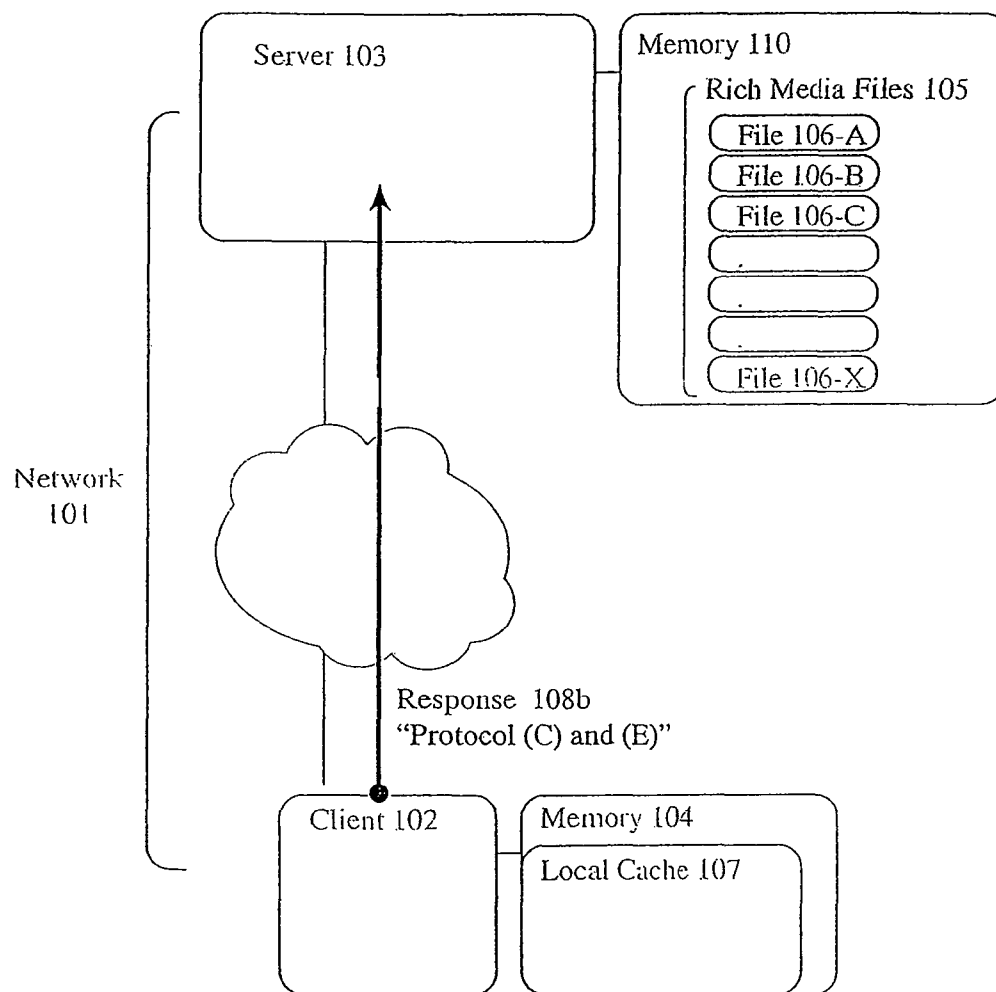 Server 103
Memory 110
Rich Media Files 105
File 106-A
File 106-B
File 106-C
.
.
.
File 106-X
Network
101
Response 108b
“Protocol (C) and (E)”
Client 102
Memory 104
Local Cache 107